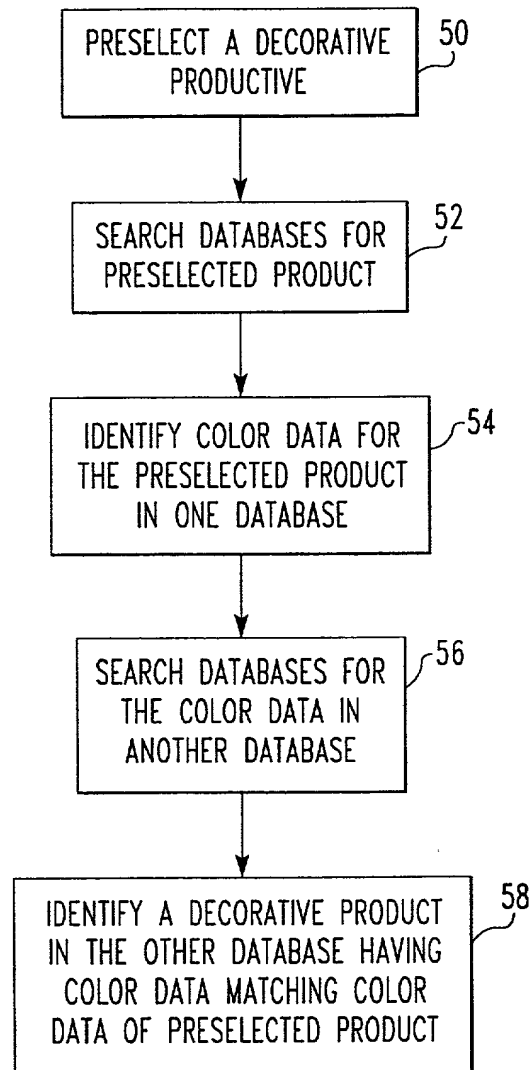 PRESELECT A DECORATIVE
PRODUCTIVE
50
SEARCH DATABASES FOR
PRESELECTED PRODUCT
52
IDENTIFY COLOR DATA FOR
THE PRESELECTED PRODUCT
IN ONE DATABASE
54
SEARCH DATABASES FOR
THE COLOR DATA IN
ANOTHER DATABASE
56
IDENTIFY A DECORATIVE PRODUCT
IN THE OTHER DATABASE HAVING
COLOR DATA MATCHING COLOR
DATA OF PRESELECTED PRODUCT
58